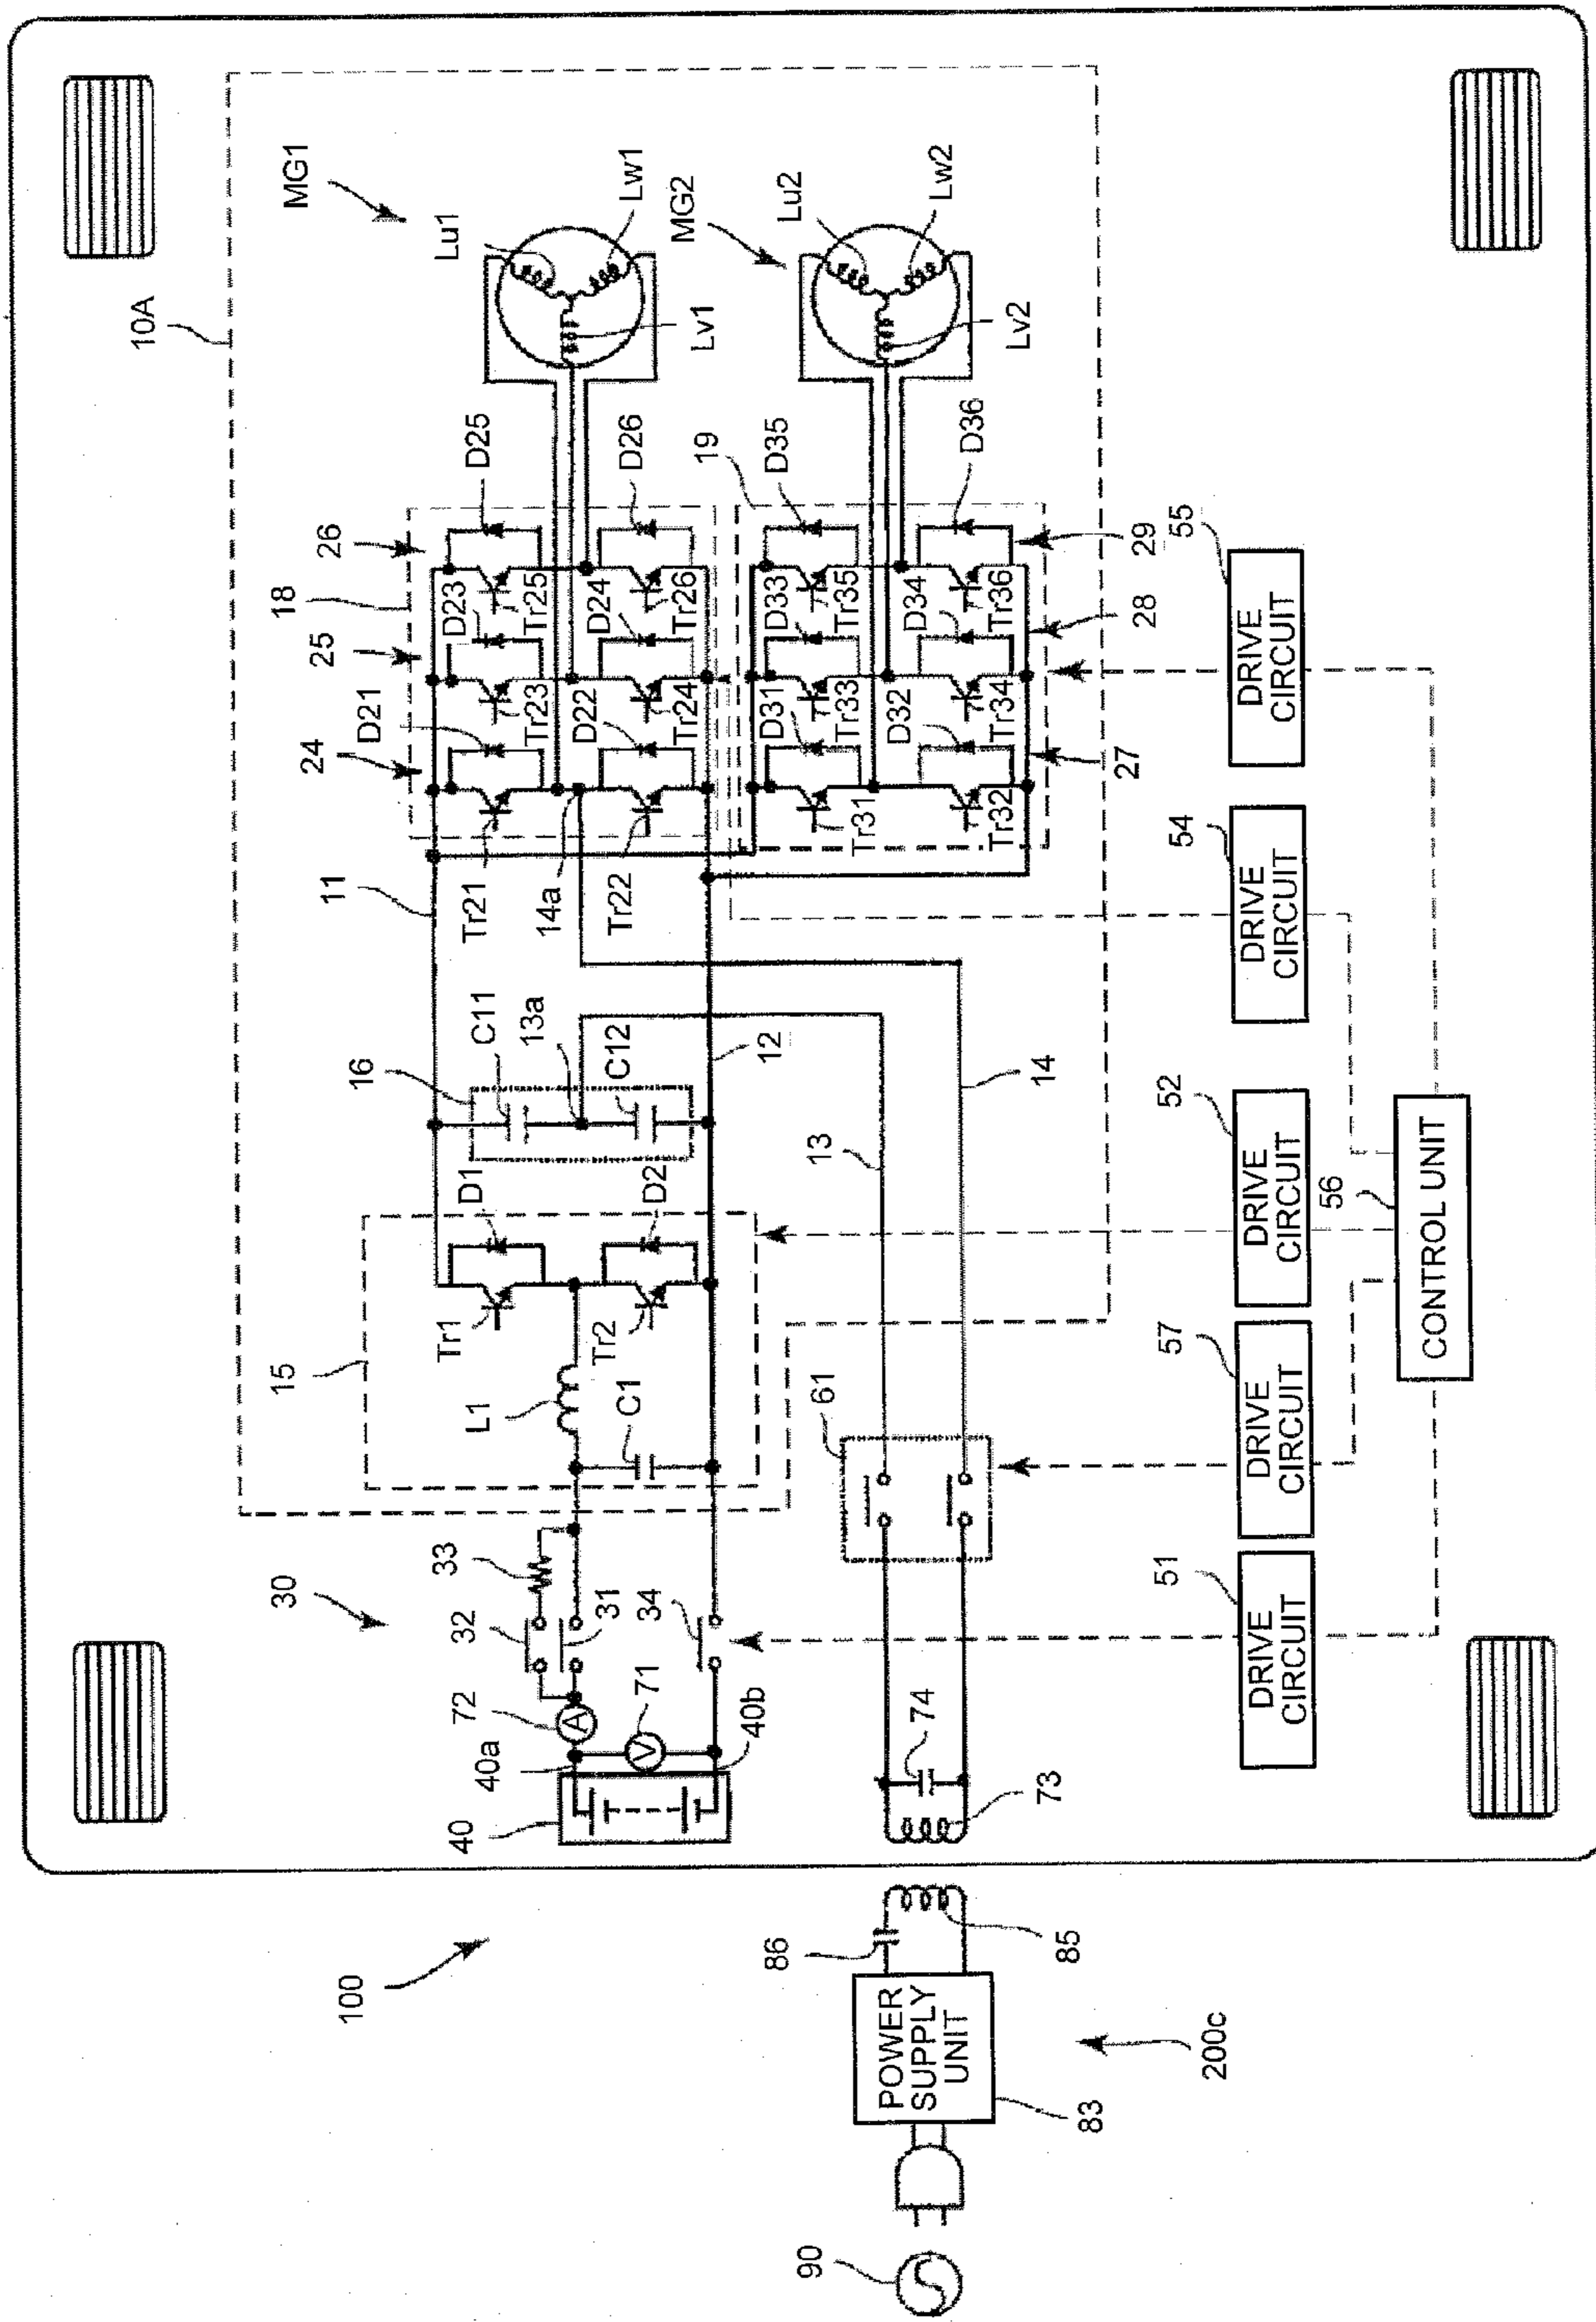 10A
MG1
Lu1
Lw1
Lv1
MG2
Lu2
Lw2
Lv2
18
24
25
26
D21
D23
D25
Tr21
Tr23
Tr25
D22
D24
D26
Tr22
Tr24
Tr26
14a
19
D31
D33
D35
Tr31
Tr33
Tr35
D32
D34
D36
Tr32
Tr34
Tr36
27
28
29
11
12
13
14
16
C11
13a
C12
15
Tr1
D1
Tr2
D2
L1
C1
30
33
32
31
34
72
A
71
V
40a
40b
40
61
74
73
51
DRIVE
CIRCUIT
57
DRIVE
CIRCUIT
52
DRIVE
CIRCUIT
54
DRIVE
CIRCUIT
55
DRIVE
CIRCUIT
56
CONTROL UNIT
100
86
85
POWER
SUPPLY
UNIT
83
200c
90